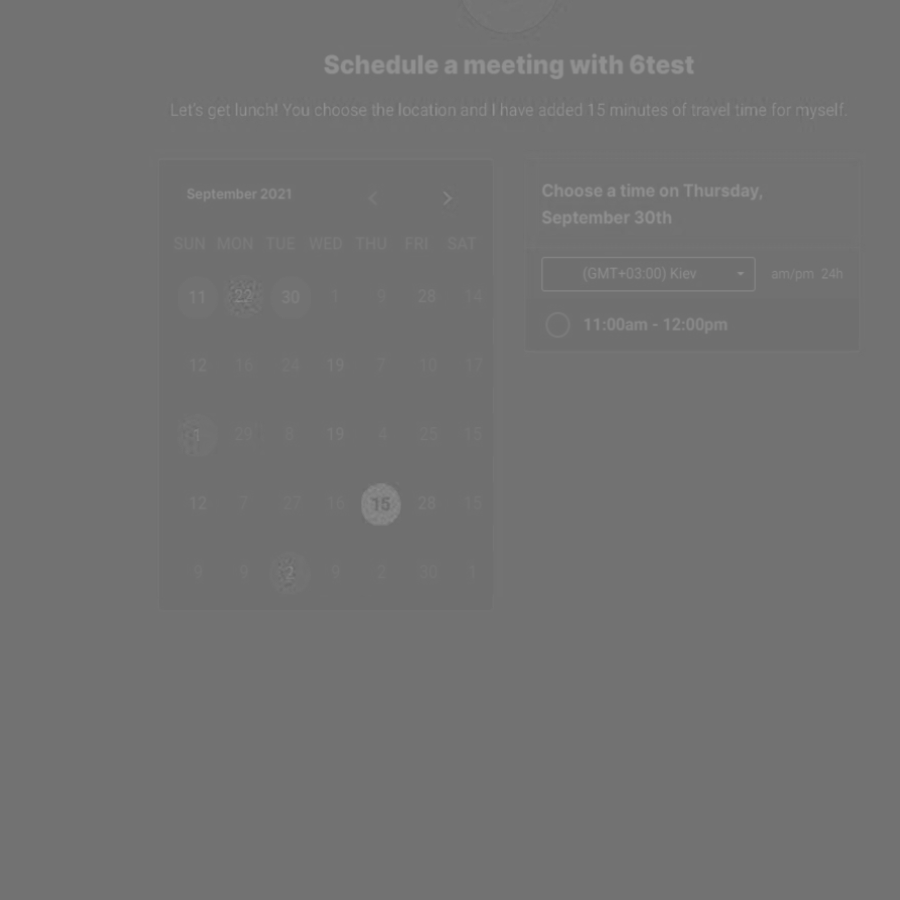 Schedule a meeting with 6test
Let's get lunch! You choose the location and I have added 15 minutes of travel time for myself.
September 2021
SUN MON TUE WED THU FRI SAT
11 22 30 1 9 28 14
12 16 24 19 7 10 17
1 29 8 19 4 25 15
12 7 27 16 15 28 15
9 9 2 9 2 30 1
Choose a time on Thursday,
September 30th
(GMT+03:00) Kiev am/pm 24h
11:00am - 12:00pm